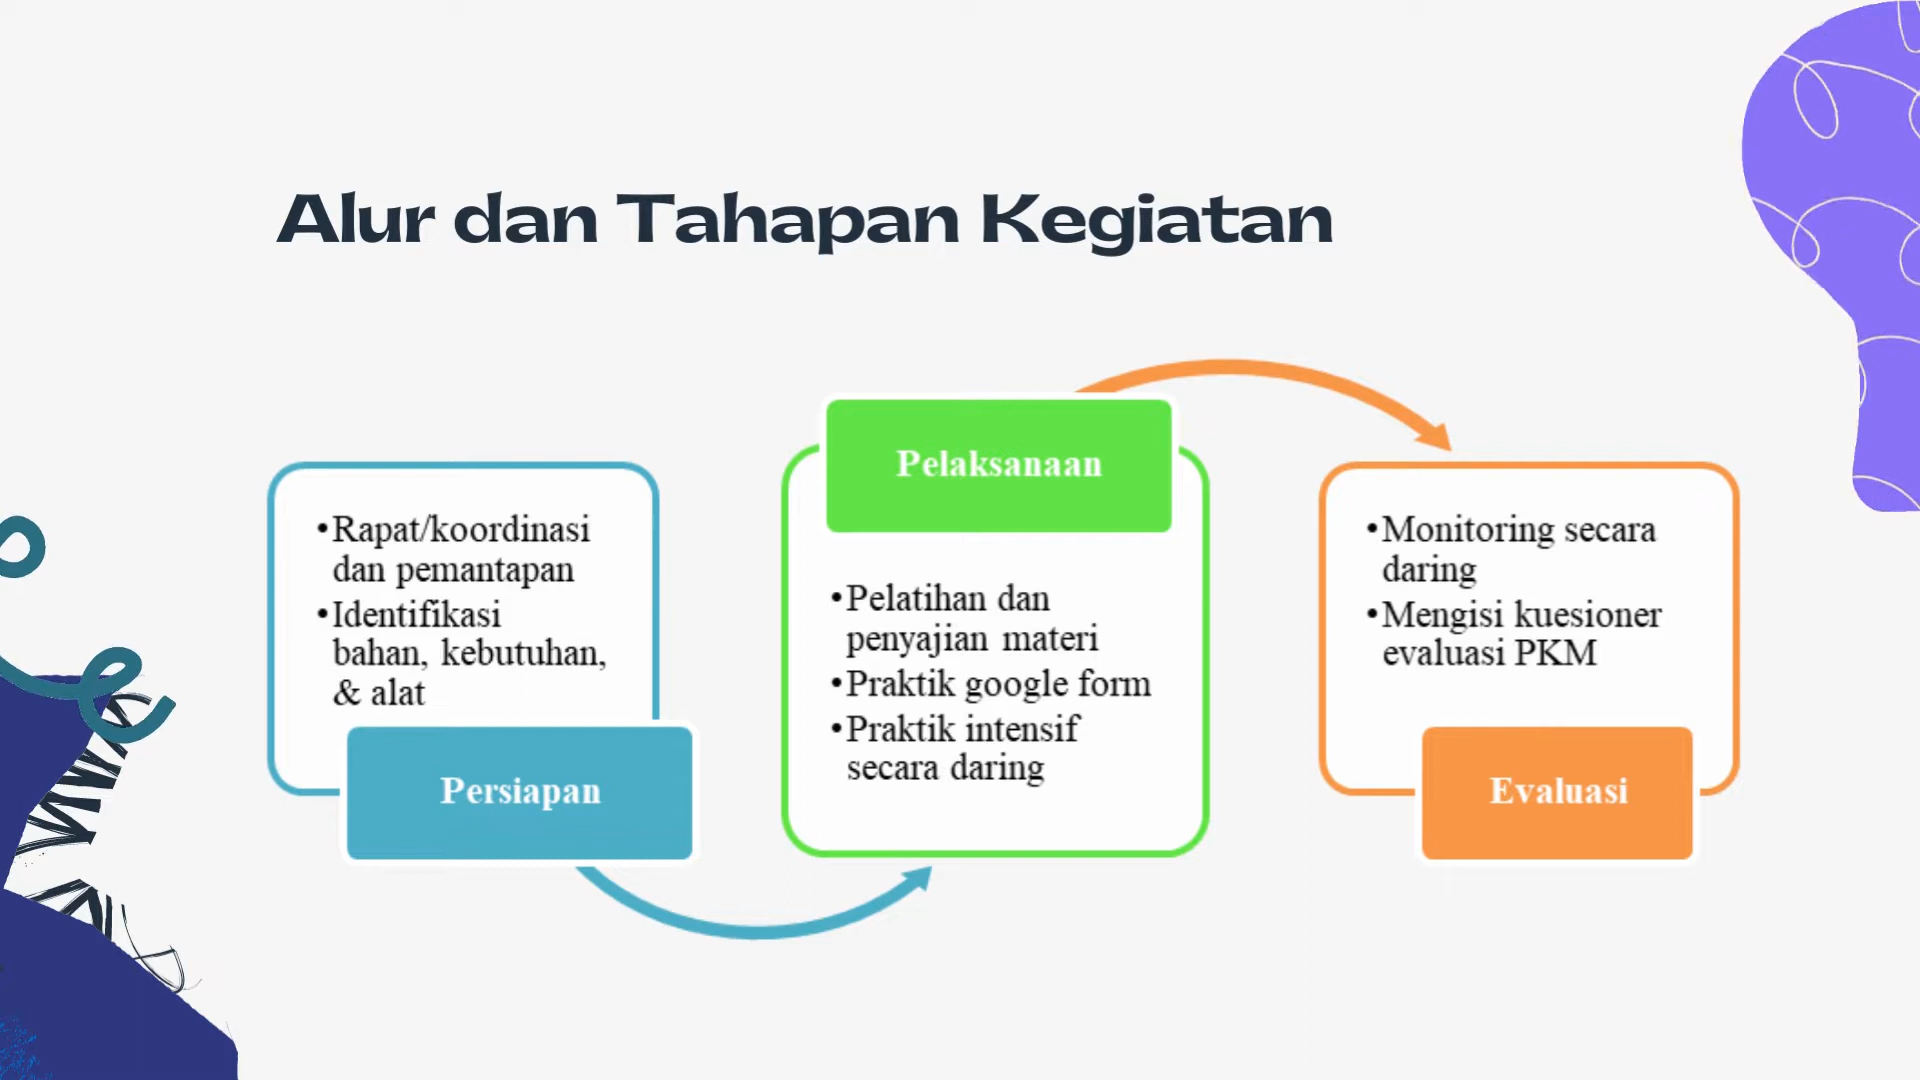 Alur dan Tahapan Kegiatan
•Rapat/koordinasi
dan pemantapan
•Identifikasi
bahan, kebutuhan,
& alat
Persiapan
Pelaksanaan
•Pelatihan dan
penyajian materi
•Praktik google form
•Praktik intensif
secara daring
•Monitoring secara
daring
•Mengisi kuesioner
evaluasi PKM
Evaluasi